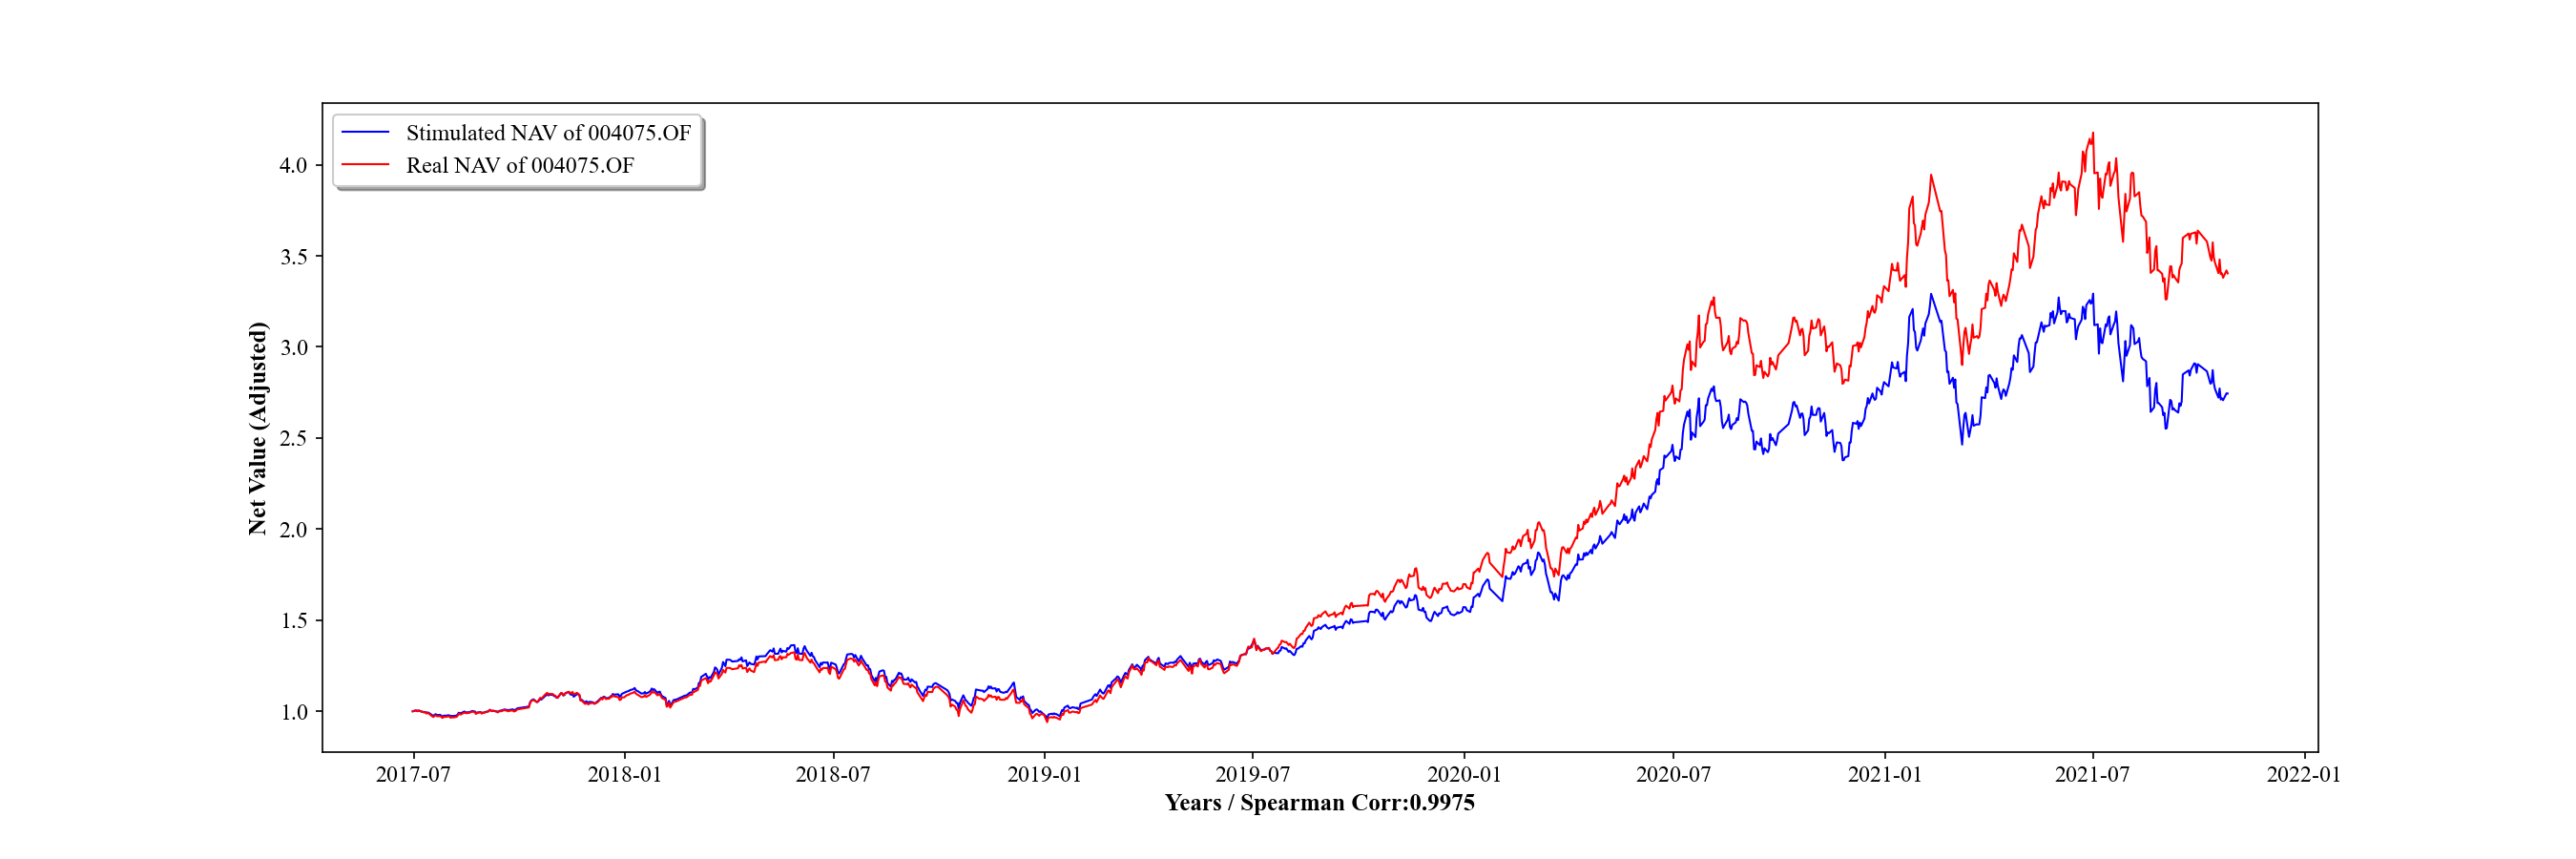 Stimulated NAV of 004075.OF
Real NAV of 004075.OF
Net Value (Adjusted)
4.0
3.5
3.0
2.5
2.0
1.5
1.0
2017-07 2018-01 2018-07 2019-01 2019-07 2020-01 2020-07 2021-01 2021-07 2022-01
Years / Spearman Corr:0.9975